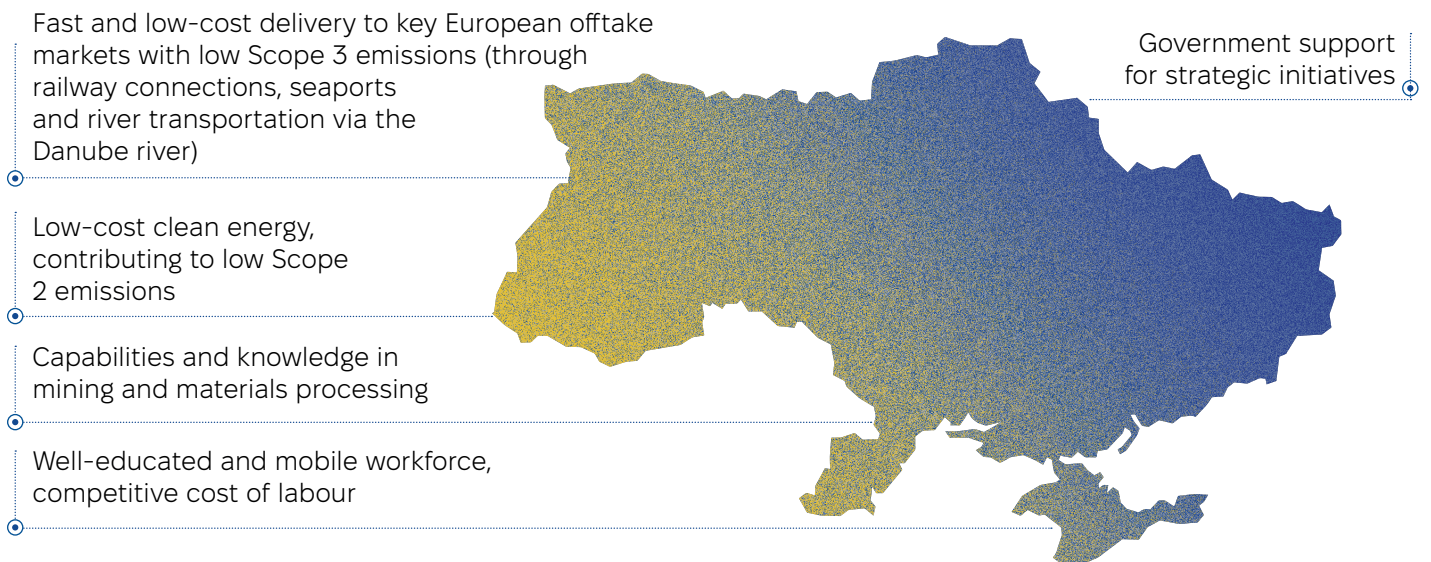 Fast and low-cost delivery to key European offtake
markets with low Scope 3 emissions (through
railway connections, seaports
and river transportation via the
Danube river)
Low-cost clean energy,
contributing to low Scope
2 emissions
Capabilities and knowledge in
mining and materials processing
Well-educated and mobile workforce,
competitive cost of labour
Government support
for strategic initiatives